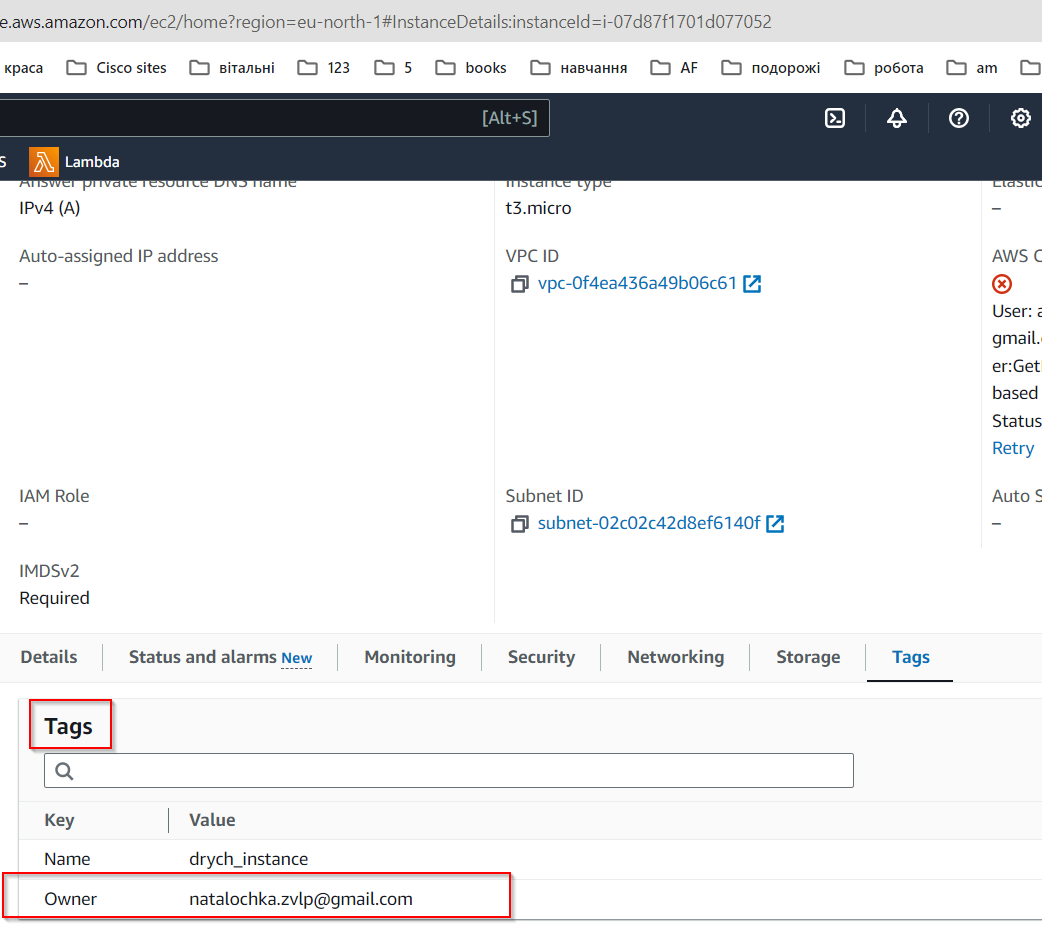 e.aws.amazon.com/ec2/home?region=eu-north-1#InstanceDetails:instanceId=i-07d87f1701d077052
краса Cisco sites вітальні 123 5 books навчання AF подорожі робота am
[Alt+S]
S Lambda
Answer private resource DNS name
IPv4 (A)
Auto-assigned IP address
–
IAM Role
–
IMDSv2
Required
Instance type
t3.micro
VPC ID
vpc-0f4ea436a49b06c61
Subnet ID
subnet-02c02c42d8ef6140f
Elastic
–
AWS C
User: a
gmail.
er:Get
based
Status
Retry
Auto S
–
Details Status and alarms New Monitoring Security Networking Storage Tags
Tags
Key Value
Name drych_instance
Owner natalochka.zvlp@gmail.com